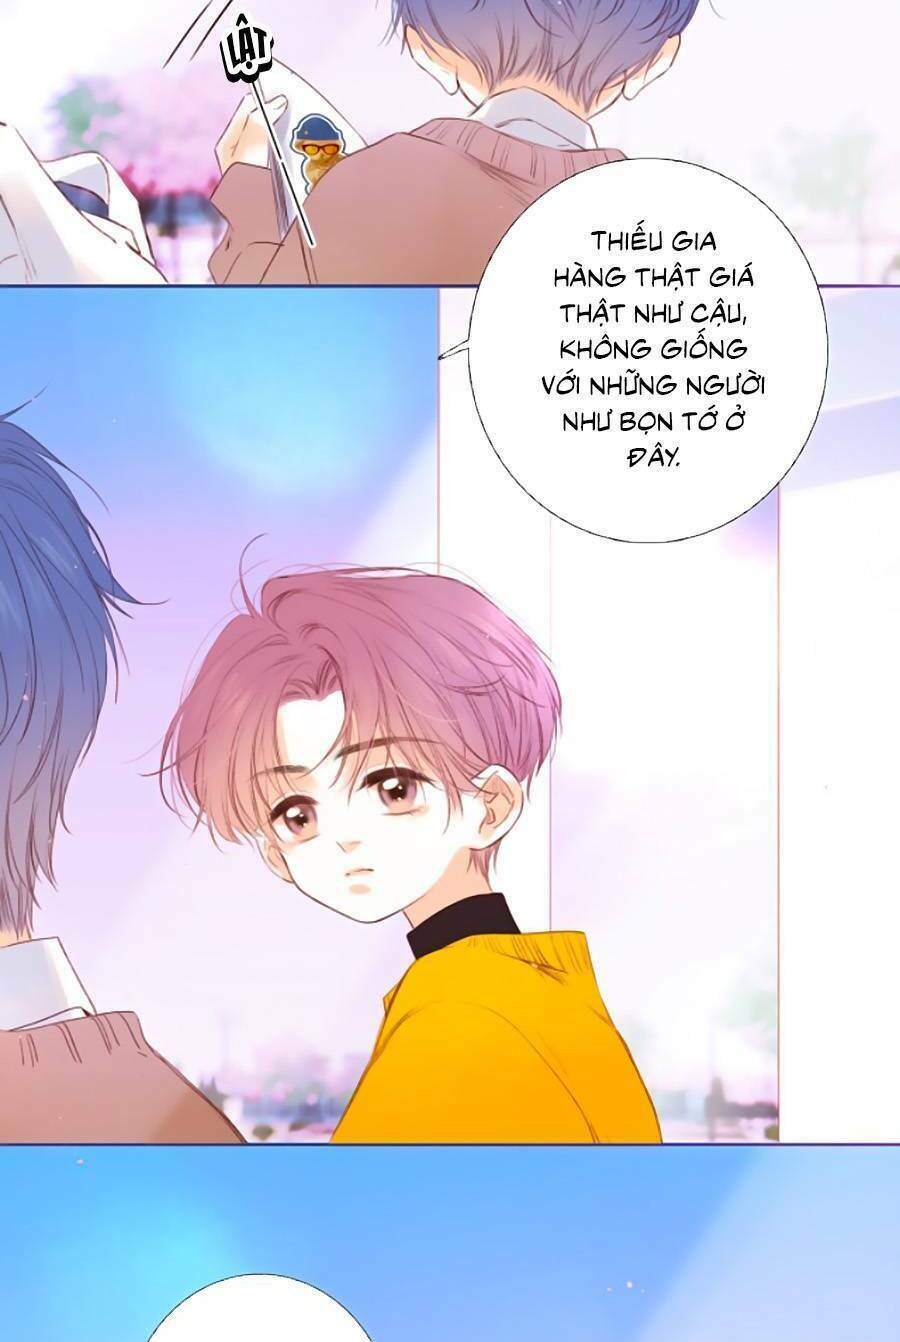 LẬT
THIẾU GIA
HÀNG THẬT GIÁ
THẬT NHƯ CẬU,
KHÔNG GIỐNG
VỚI NHỮNG NGƯỜI
NHƯ BỌN TỚ Ở
ĐÂY.